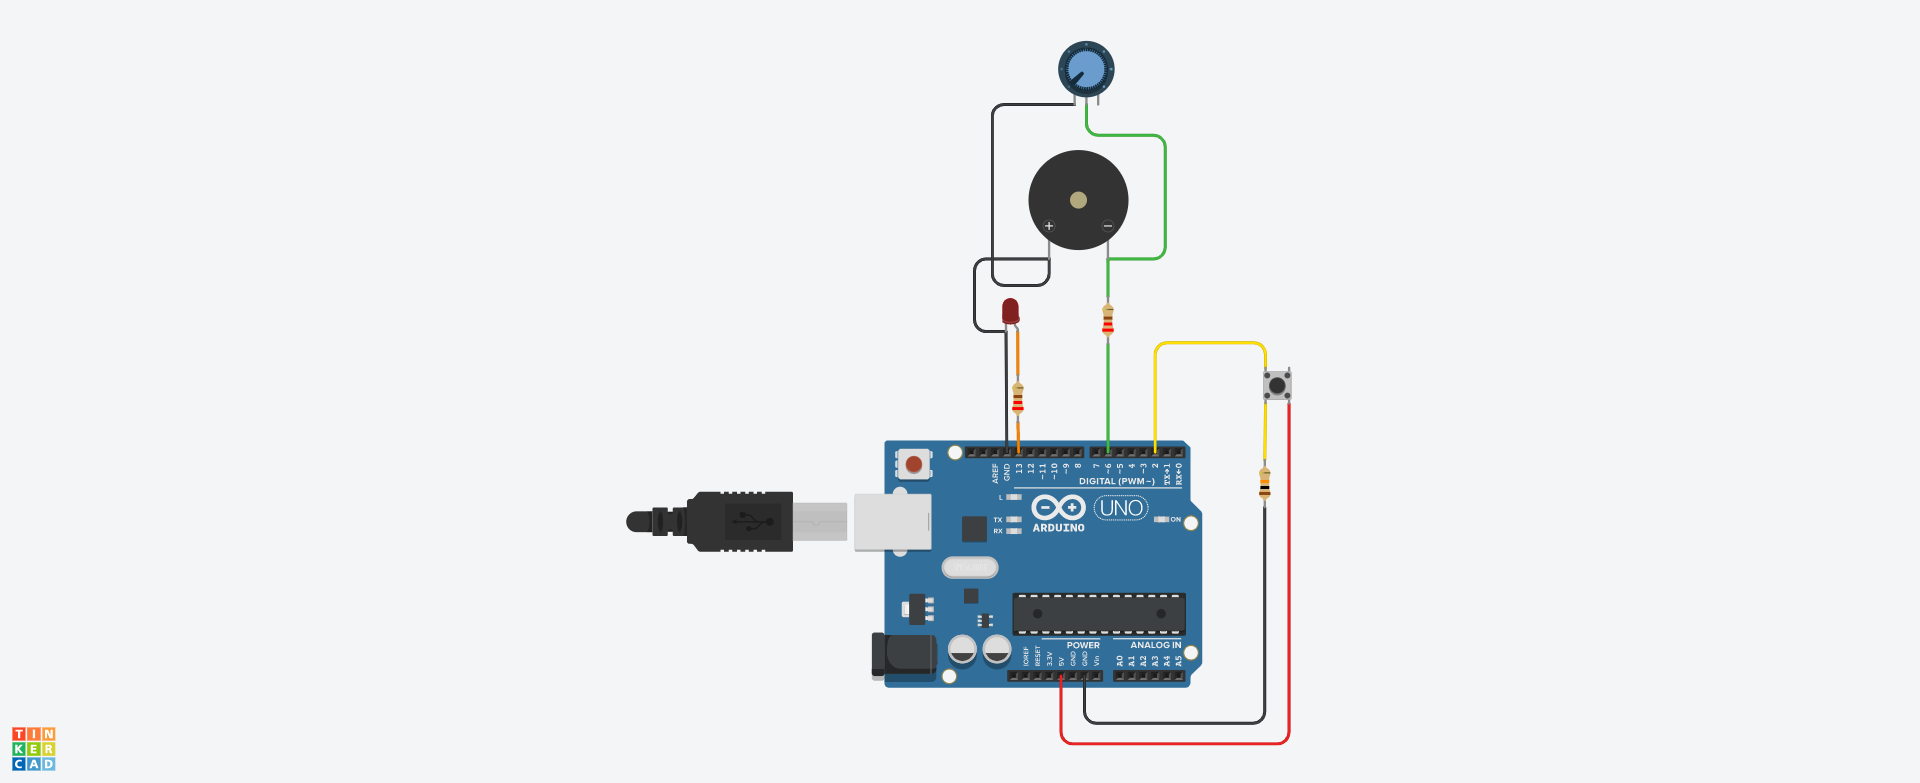 AREF
GND
13
12
~11
~10
~9
8
7
~6
~5
4
~3
2
TX→1
RX←0
DIGITAL (PWM~)
L
TX
RX
ARDUINO
UNO
ON
POWER
ANALOG IN
IOREF
RESET
3.3V
5V
GND
GND
Vin
A0
A1
A2
A3
A4
A5
TIN
KER
CAD